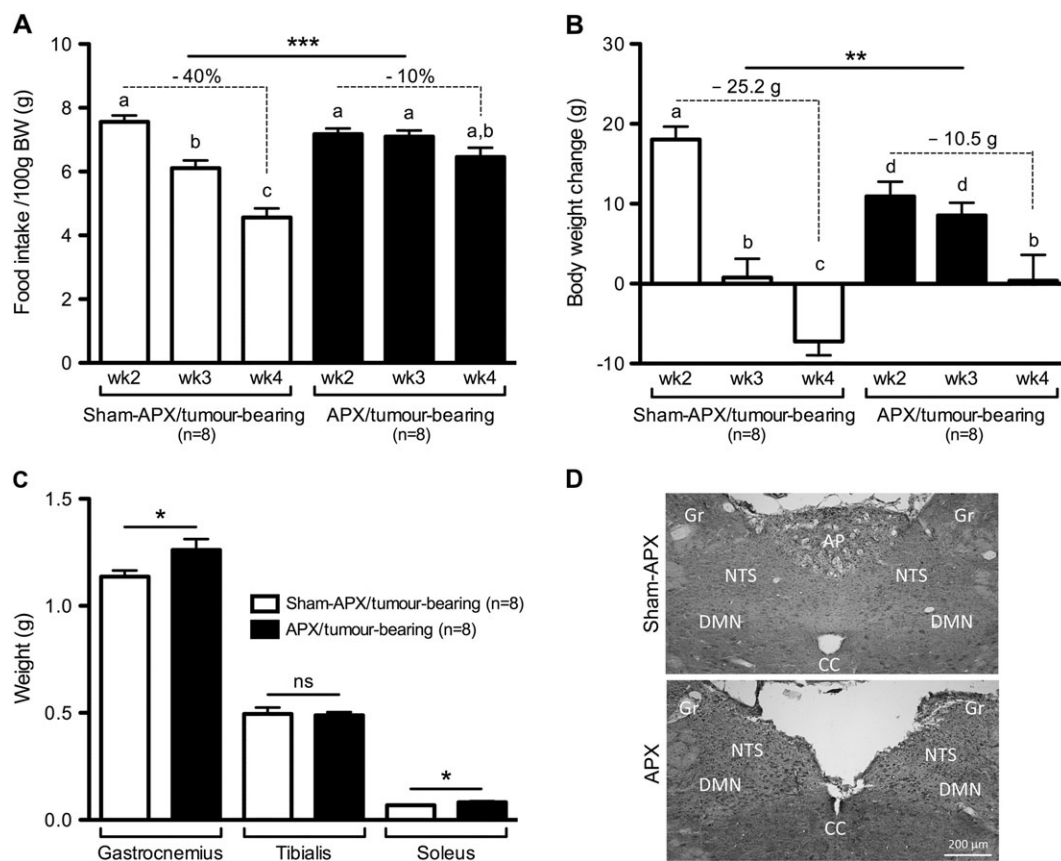 A
Food intake /100g BW (g)
10
8
6
4
2
0
***
- 40%
- 10%
a
b
c
a
a
a,b
wk2 wk3 wk4 wk2 wk3 wk4
Sham-APX/tumour-bearing
(n=8)
APX/tumour-bearing
(n=8)
B
Body weight change (g)
30
20
10
0
-10
**
– 25.2 g
– 10.5 g
a
b
c
d
d
b
wk2 wk3 wk4 wk2 wk3 wk4
Sham-APX/tumour-bearing
(n=8)
APX/tumour-bearing
(n=8)
C
Weight (g)
1.5
1.0
0.5
0.0
*
ns
*
Sham-APX/tumour-bearing (n=8)
APX/tumour-bearing (n=8)
Gastrocnemius Tibialis Soleus
D
Sham-APX
Gr Gr
AP
NTS NTS
DMN DMN
CC
APX
Gr Gr
NTS NTS
DMN DMN
CC
200 µm